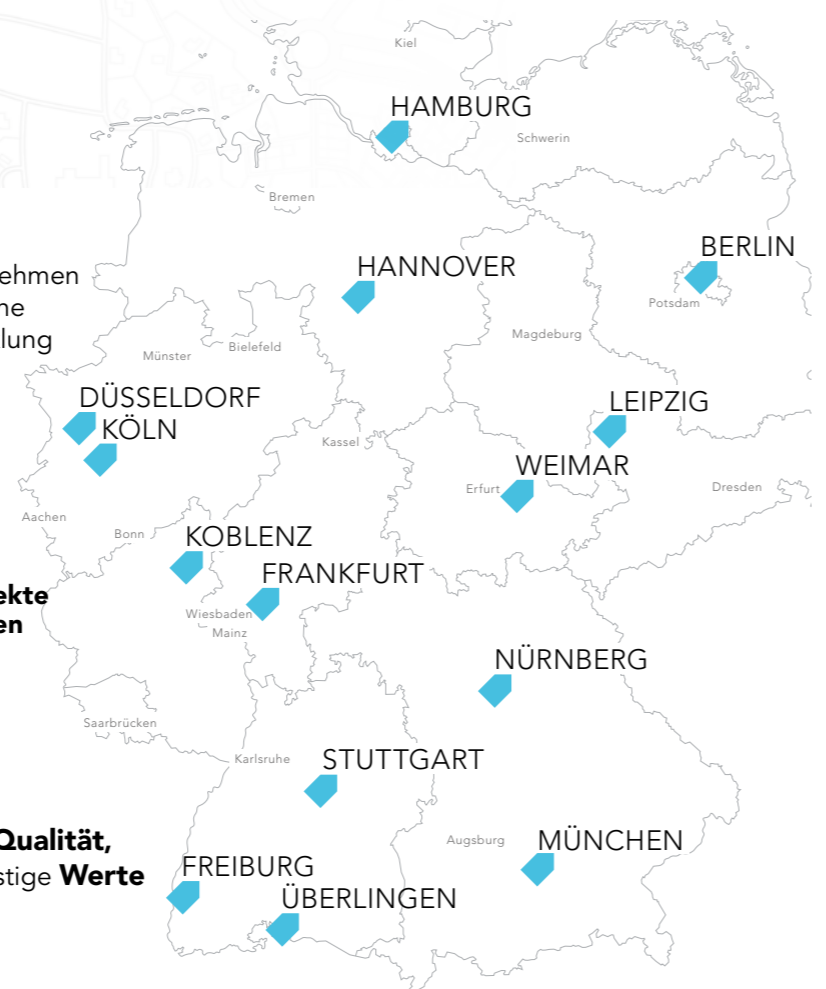 Kiel
HAMBURG
Schwerin
Bremen
BERLIN
HANNOVER
ehmen
ne
lung
Potsdam
Magdeburg
Bielefeld
Münster
DÜSSELDORF
LEIPZIG
KÖLN
Kassel
WEIMAR
Erfurt
Dresden
Aachen
Bonn
KOBLENZ
FRANKFURT
ekte
en
Wiesbaden
Mainz
NÜRNBERG
Saarbrücken
Karlsruhe
STUTTGART
Qualität,
stige Werte
Augsburg
MÜNCHEN
FREIBURG
ÜBERLINGEN